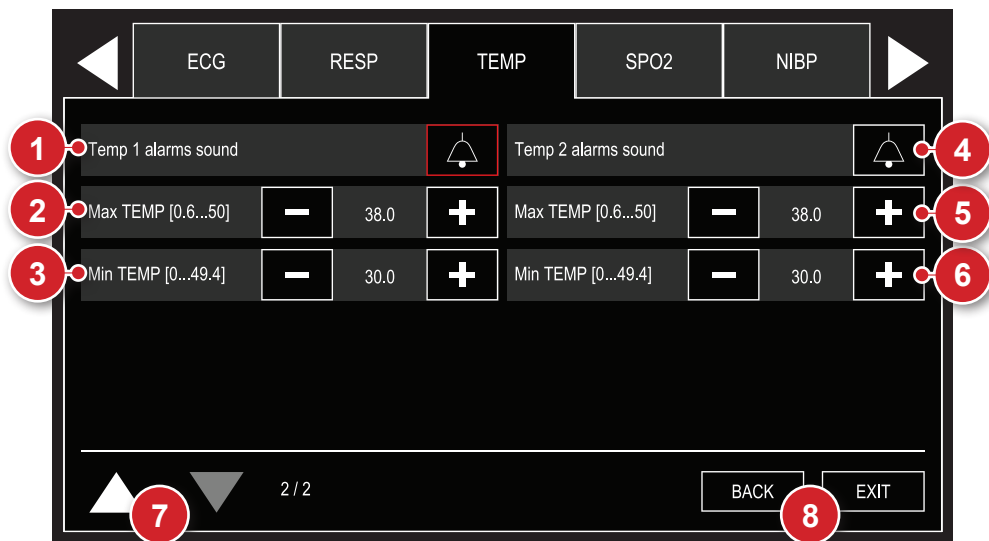 ECG RESP TEMP SPO2 NIBP
1 Temp 1 alarms sound Temp 2 alarms sound 4
2 Max TEMP [0.6...50] 38.0 Max TEMP [0.6...50] 38.0 5
3 Min TEMP [0...49.4] 30.0 Min TEMP [0...49.4] 30.0 6
7 2 / 2 BACK 8 EXIT